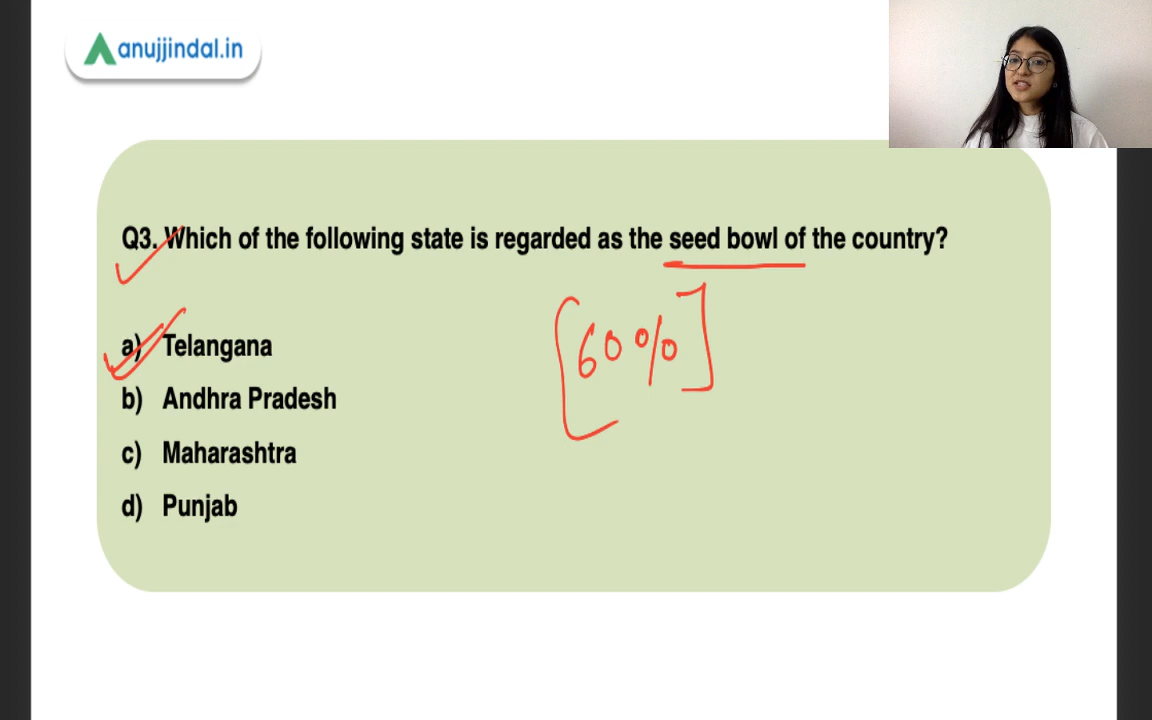 anujjindal.in
Q3. Which of the following state is regarded as the seed bowl of the country?
a) Telangana
[60%]
b) Andhra Pradesh
c) Maharashtra
d) Punjab